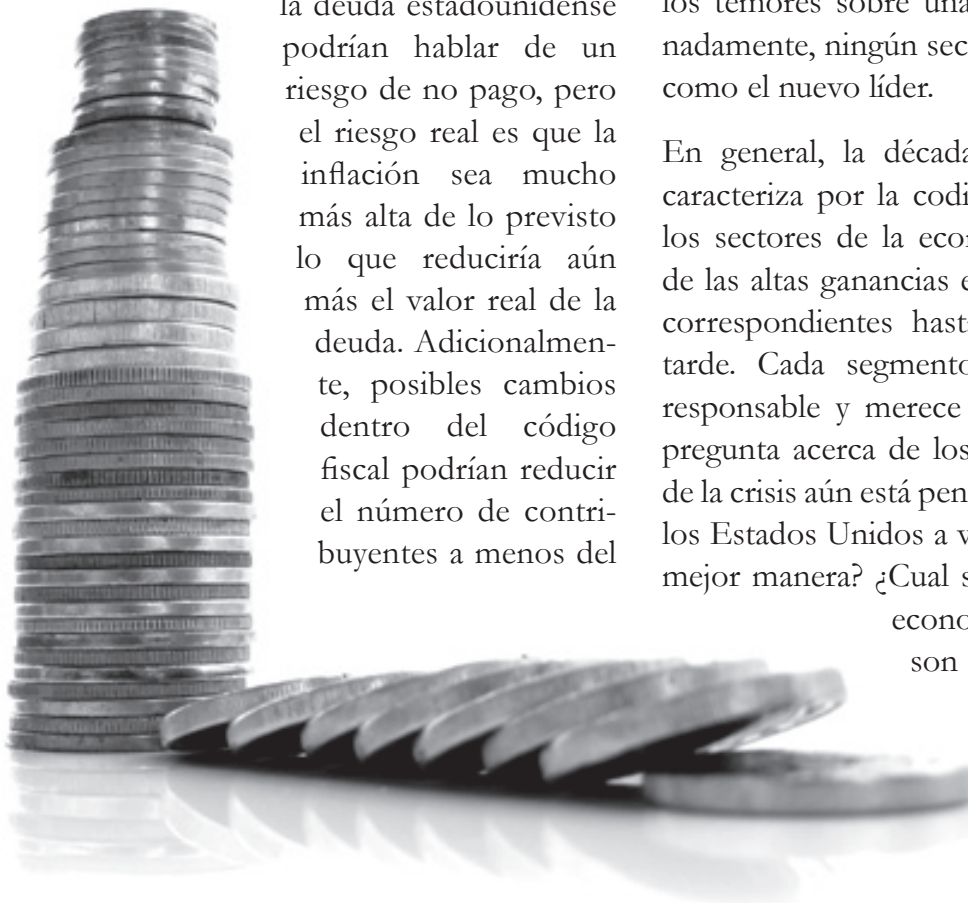 la deuda estadounidense
podrían hablar de un
riesgo de no pago, pero
el riesgo real es que la
inflación sea mucho
más alta de lo previsto
lo que reduciría aún
más el valor real de la
deuda. Adicionalmen-
te, posibles cambios
dentro del código
fiscal podrían reducir
el número de contri-
buyentes a menos del
los temores sobre una
nadamente, ningún sec
como el nuevo líder.
En general, la década
caracteriza por la codi
los sectores de la econ
de las altas ganancias e
correspondientes hast
tarde. Cada segmento
responsable y merece
pregunta acerca de los
de la crisis aún está pen
los Estados Unidos a v
mejor manera? ¿Cual s
econo
son